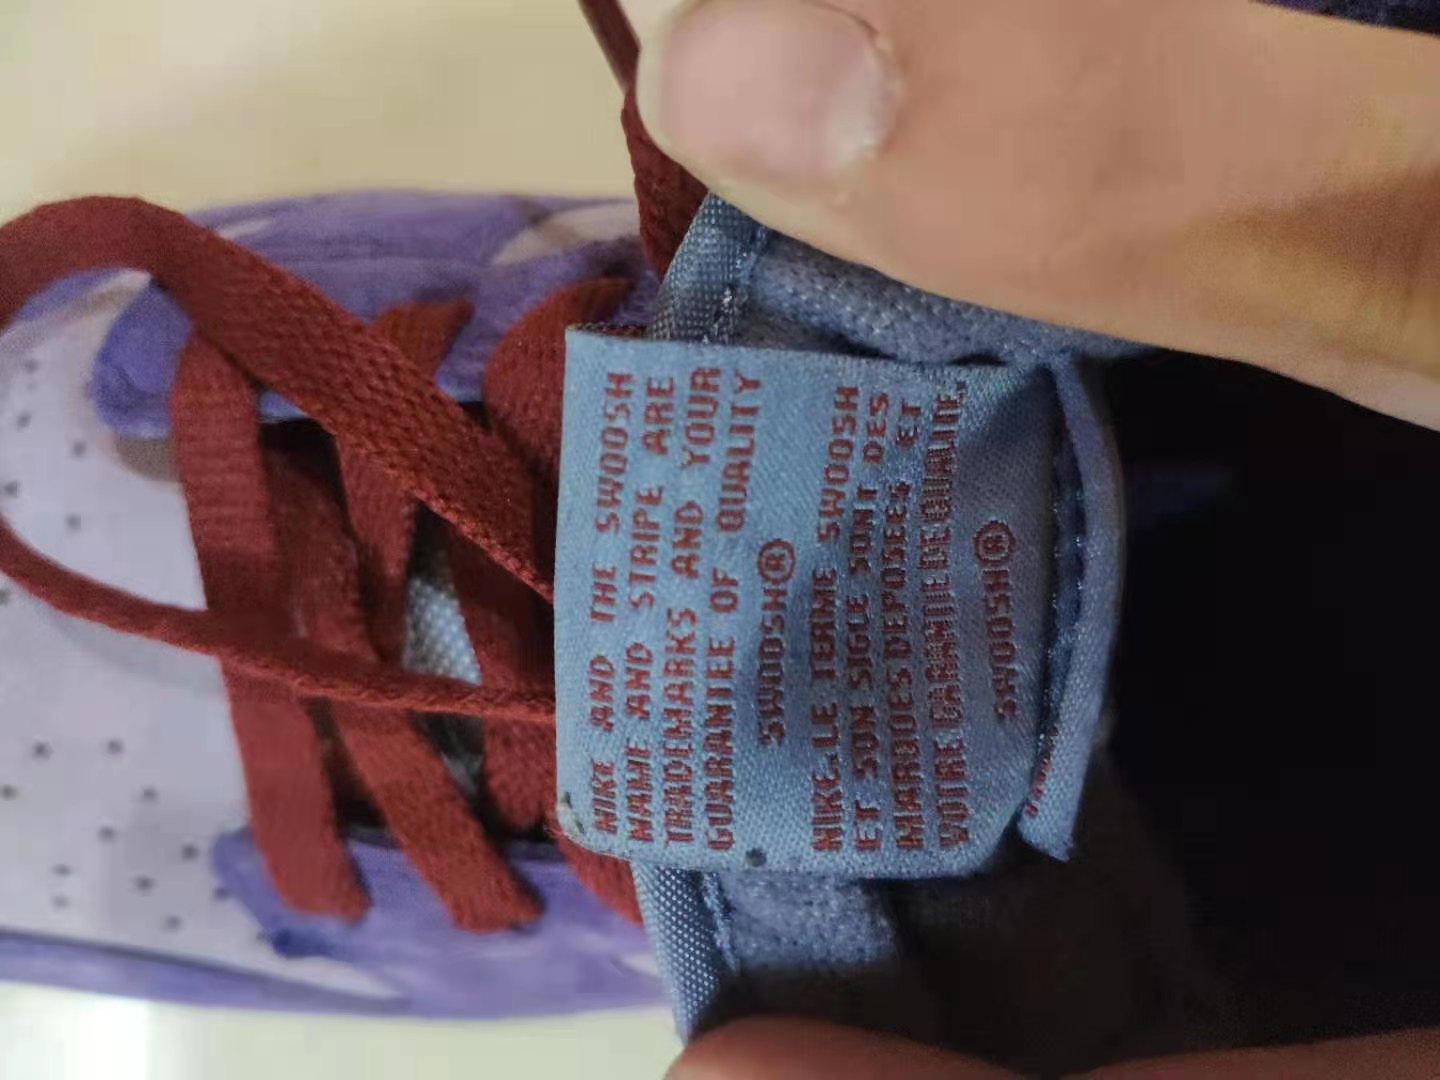 NIKE AND THE SWOOSH
NAME AND STRIPE ARE
TRADEMARKS AND YOUR
GUARANTEE OF QUALITY
SWOOSH®
NIKE. LE TERME SWOOSH
ET SON SIGLE SONT DES
MARQUES DEPOSEES ET
VOTRE GARANTIE DE QUALITE.
SWOOSH®